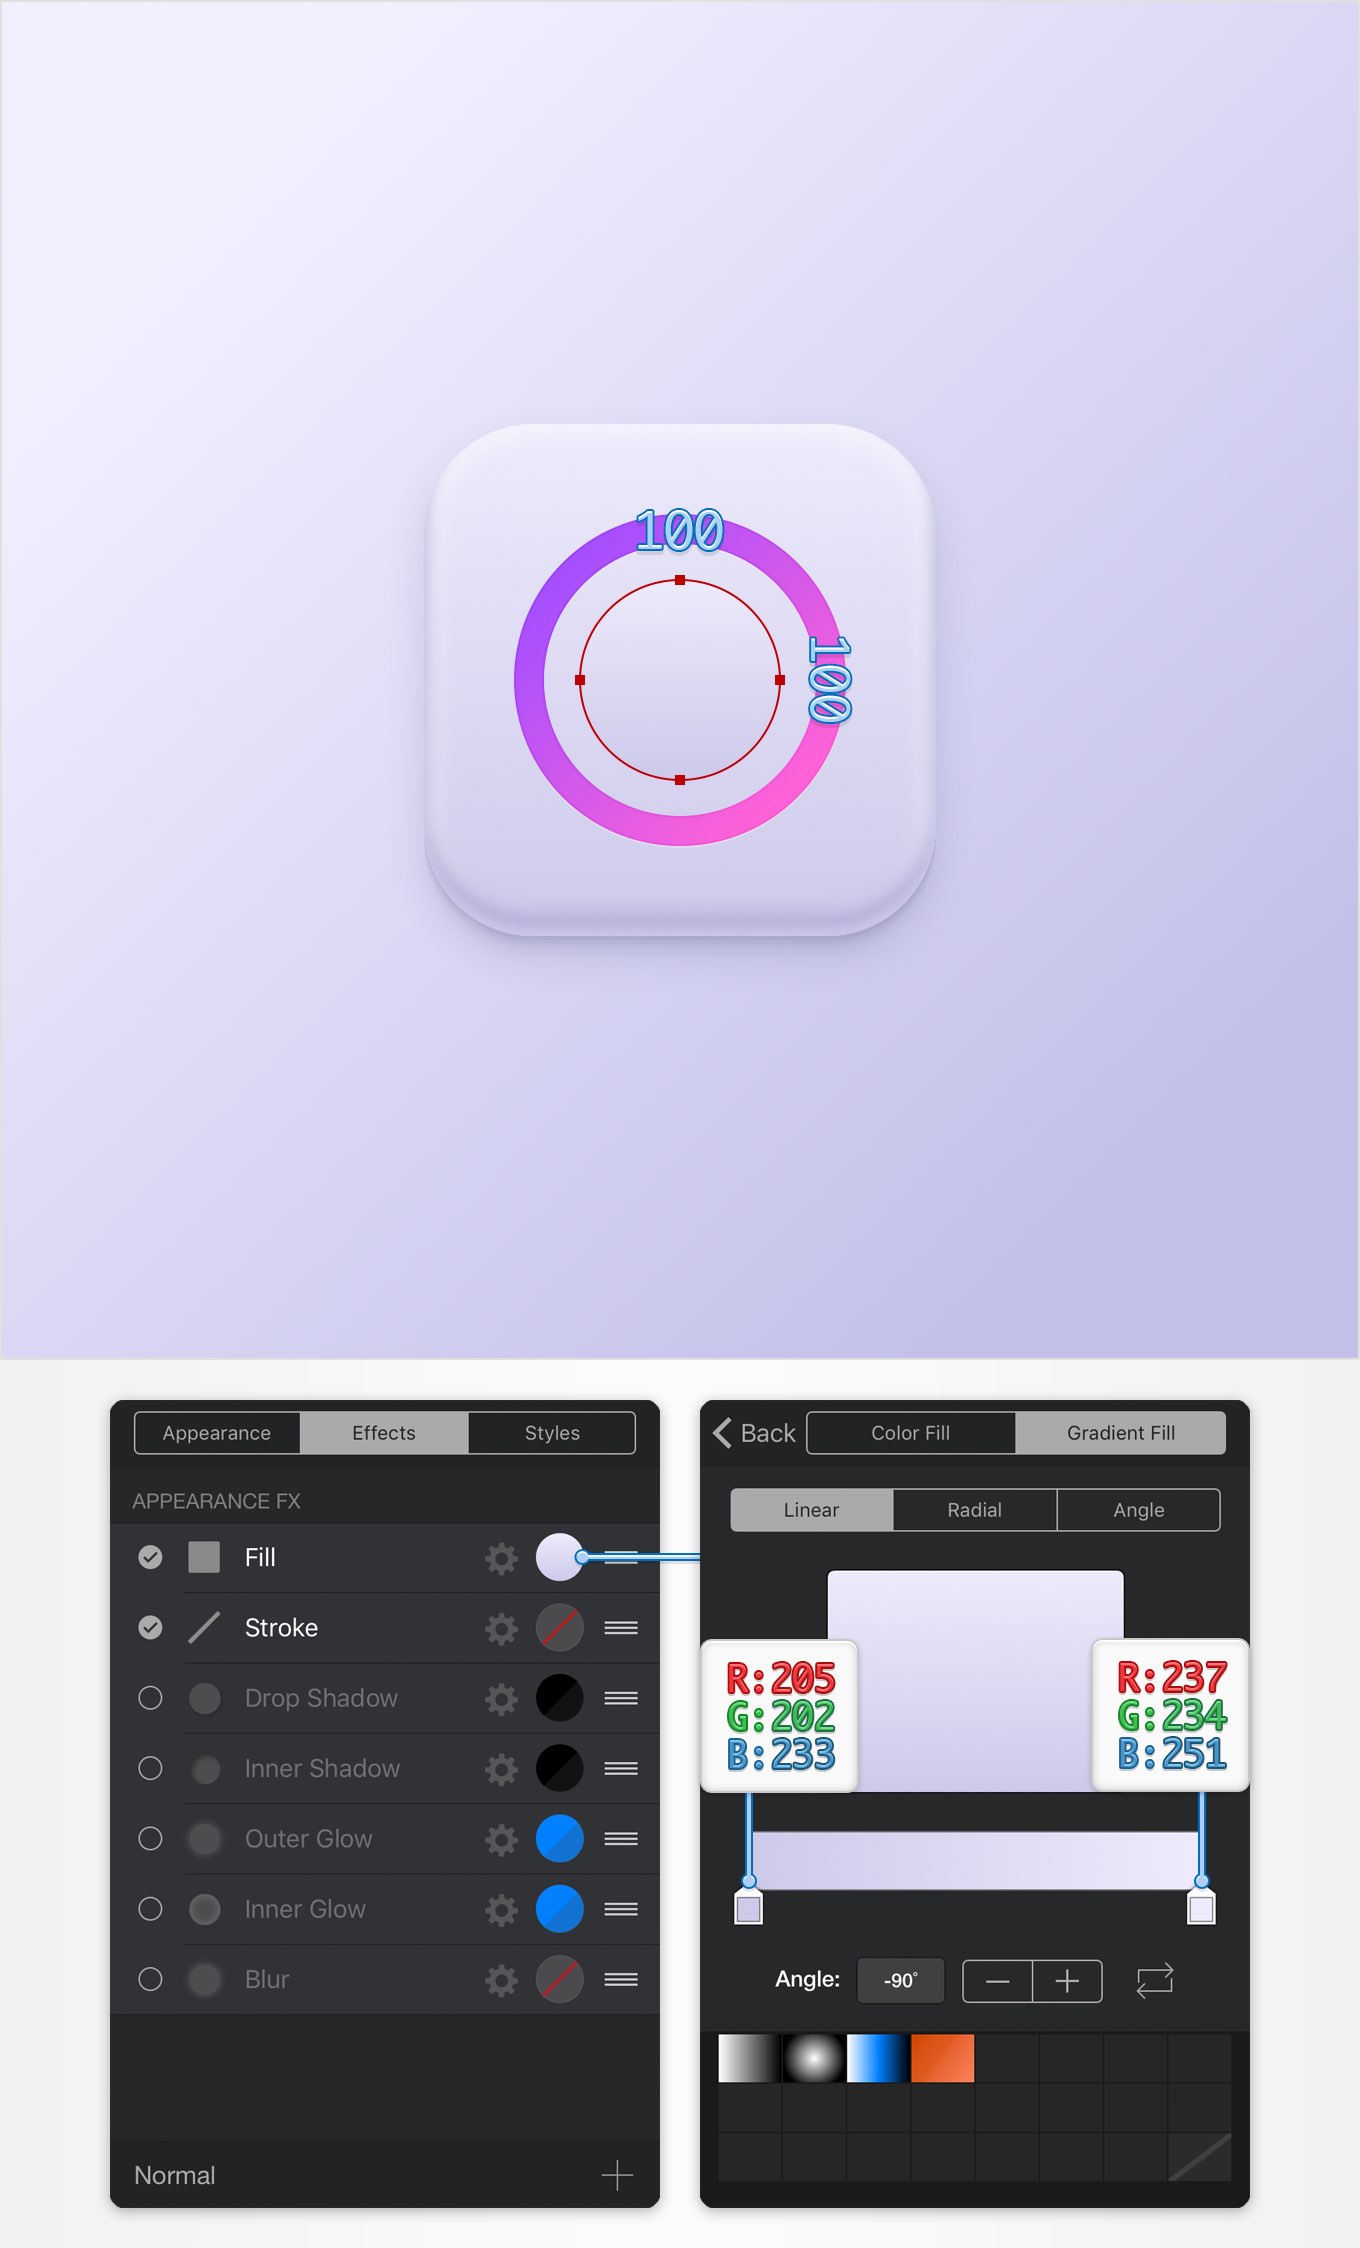 100
100
Appearance Effects Styles
APPEARANCE FX
Fill
Stroke
Drop Shadow
Inner Shadow
Outer Glow
Inner Glow
Blur
Normal
Back Color Fill Gradient Fill
Linear Radial Angle
R:205
G:202
B:233
R:237
G:234
B:251
Angle: -90°